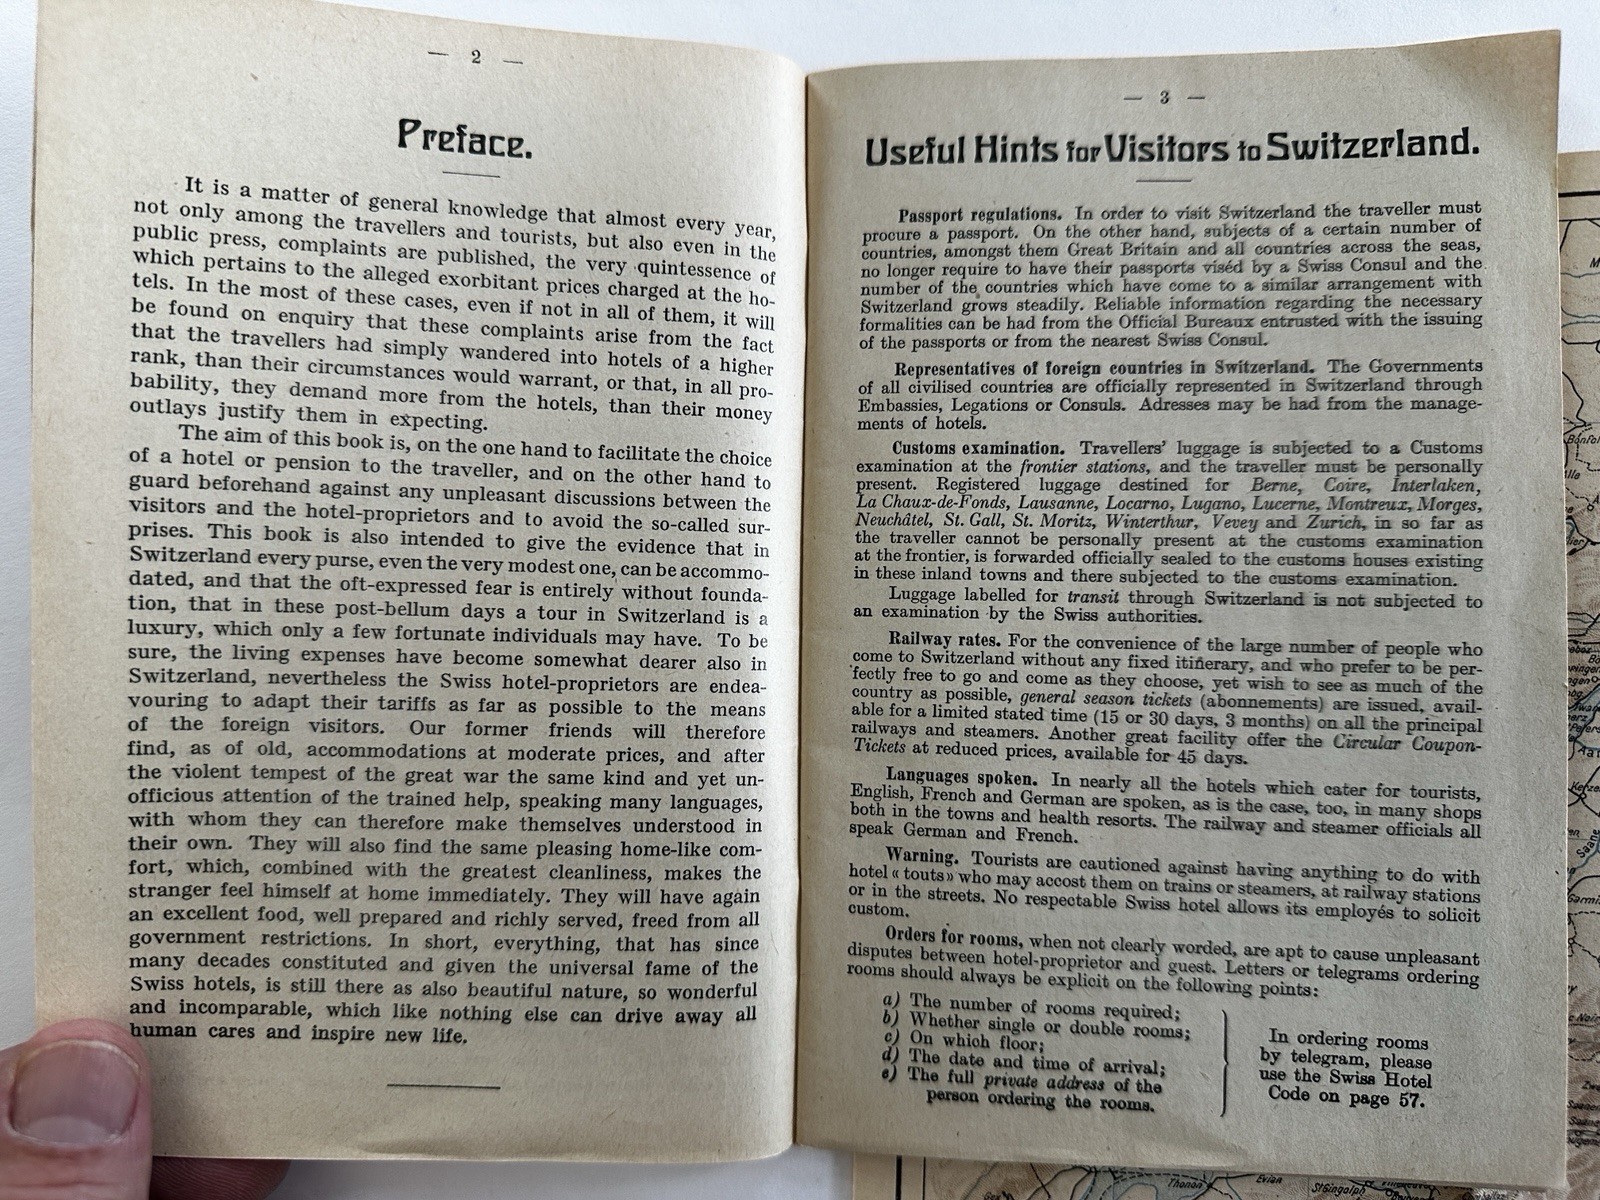 — 2 —
Preface.
It is a matter of general knowledge that almost every year,
not only among the travellers and tourists, but also even in the
public press, complaints are published, the very quintessence of
which pertains to the alleged exorbitant prices charged at the ho-
tels. In the most of these cases, even if not in all of them, it will
be found on enquiry that these complaints arise from the fact
that the travellers had simply wandered into hotels of a higher
rank, than their circumstances would warrant, or that, in all pro-
bability, they demand more from the hotels, than their money
outlays justify them in expecting.
The aim of this book is, on the one hand to facilitate the choice
of a hotel or pension to the traveller, and on the other hand to
guard beforehand against any unpleasant discussions between the
visitors and the hotel-proprietors and to avoid the so-called sur-
prises. This book is also intended to give the evidence that in
Switzerland every purse, even the very modest one, can be accommo-
dated, and that the oft-expressed fear is entirely without founda-
tion, that in these post-bellum days a tour in Switzerland is a
luxury, which only a few fortunate individuals may have. To be
sure, the living expenses have become somewhat dearer also in
Switzerland, nevertheless the Swiss hotel-proprietors are endea-
vouring to adapt their tariffs as far as possible to the means
of the foreign visitors. Our former friends will therefore
find, as of old, accommodations at moderate prices, and after
the violent tempest of the great war the same kind and yet un-
officious attention of the trained help, speaking many languages,
with whom they can therefore make themselves understood in
their own. They will also find the same pleasing home-like com-
fort, which, combined with the greatest cleanliness, makes the
stranger feel himself at home immediately. They will have again
an excellent food, well prepared and richly served, freed from all
government restrictions. In short, everything, that has since
many decades constituted and given the universal fame of the
Swiss hotels, is still there as also beautiful nature, so wonderful
and incomparable, which like nothing else can drive away all
human cares and inspire new life.
— 3 —
Useful Hints for Visitors to Switzerland.
Passport regulations. In order to visit Switzerland the traveller must
procure a passport. On the other hand, subjects of a certain number of
countries, amongst them Great Britain and all countries across the seas,
no longer require to have their passports viséd by a Swiss Consul and the
number of the countries which have come to a similar arrangement with
Switzerland grows steadily. Reliable information regarding the necessary
formalities can be had from the Official Bureaux entrusted with the issuing
of the passports or from the nearest Swiss Consul.
Representatives of foreign countries in Switzerland. The Governments
of all civilised countries are officially represented in Switzerland through
Embassies, Legations or Consuls. Adresses may be had from the manage-
ments of hotels.
Customs examination. Travellers' luggage is subjected to a Customs
examination at the frontier stations, and the traveller must be personally
present. Registered luggage destined for Berne, Coire, Interlaken,
La Chaux-de-Fonds, Lausanne, Locarno, Lugano, Lucerne, Montreux, Morges,
Neuchâtel, St. Gall, St. Moritz, Winterthur, Vevey and Zurich, in so far as
the traveller cannot be personally present at the customs examination
at the frontier, is forwarded officially sealed to the customs houses existing
in these inland towns and there subjected to the customs examination.
Luggage labelled for transit through Switzerland is not subjected to
an examination by the Swiss authorities.
Railway rates. For the convenience of the large number of people who
come to Switzerland without any fixed itinerary, and who prefer to be per-
fectly free to go and come as they choose, yet wish to see as much of the
country as possible, general season tickets (abonnements) are issued, avail-
able for a limited stated time (15 or 30 days, 3 months) on all the principal
railways and steamers. Another great facility offer the Circular Coupon-
Tickets at reduced prices, available for 45 days.
Languages spoken. In nearly all the hotels which cater for tourists,
English, French and German are spoken, as is the case, too, in many shops
both in the towns and health resorts. The railway and steamer officials all
speak German and French.
Warning. Tourists are cautioned against having anything to do with
hotel « touts » who may accost them on trains or steamers, at railway stations
or in the streets. No respectable Swiss hotel allows its employés to solicit
custom.
Orders for rooms, when not clearly worded, are apt to cause unpleasant
disputes between hotel-proprietor and guest. Letters or telegrams ordering
rooms should always be explicit on the following points:
a) The number of rooms required;
b) Whether single or double rooms;
c) On which floor;
d) The date and time of arrival;
e) The full private address of the
person ordering the rooms.
In ordering rooms
by telegram, please
use the Swiss Hotel
Code on page 57.
Thonon
Evian
St Gingolph